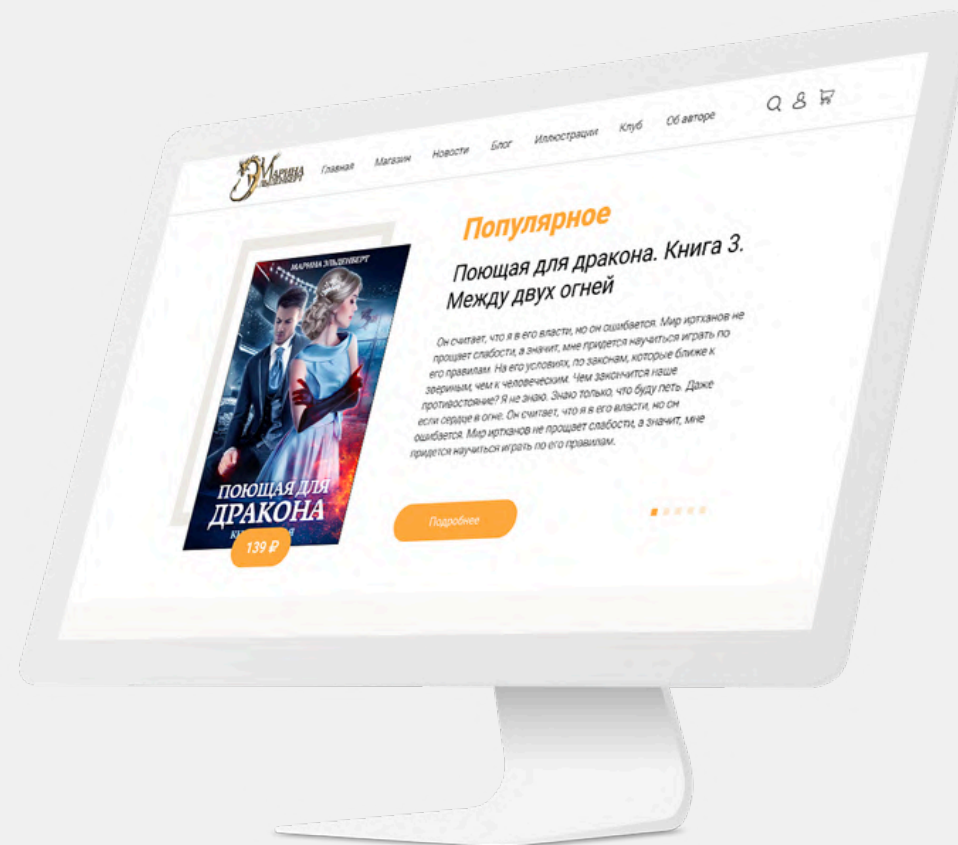 МАРИНА
ЭЛЬДЕНБЕРТ
Главная Магазин Новости Блог Иллюстрации Клуб Об авторе
Популярное
Поющая для дракона. Книга 3.
Между двух огней
Он считает, что я в его власти, но он ошибается. Мир иртханов не
прощает слабости, а значит, мне придется научиться играть по
его правилам. На его условиях, по законам, которые ближе к
звериным, чем к человеческим. Чем закончится наше
противостояние? Я не знаю. Знаю только, что буду петь. Даже
если сердце в огне. Он считает, что я в его власти, но он
ошибается. Мир иртханов не прощает слабости, а значит, мне
придется научиться играть по его правилам.
МАРИНА ЭЛЬДЕНБЕРТ
ПОЮЩАЯ ДЛЯ
ДРАКОНА
139 ₽
Подробнее